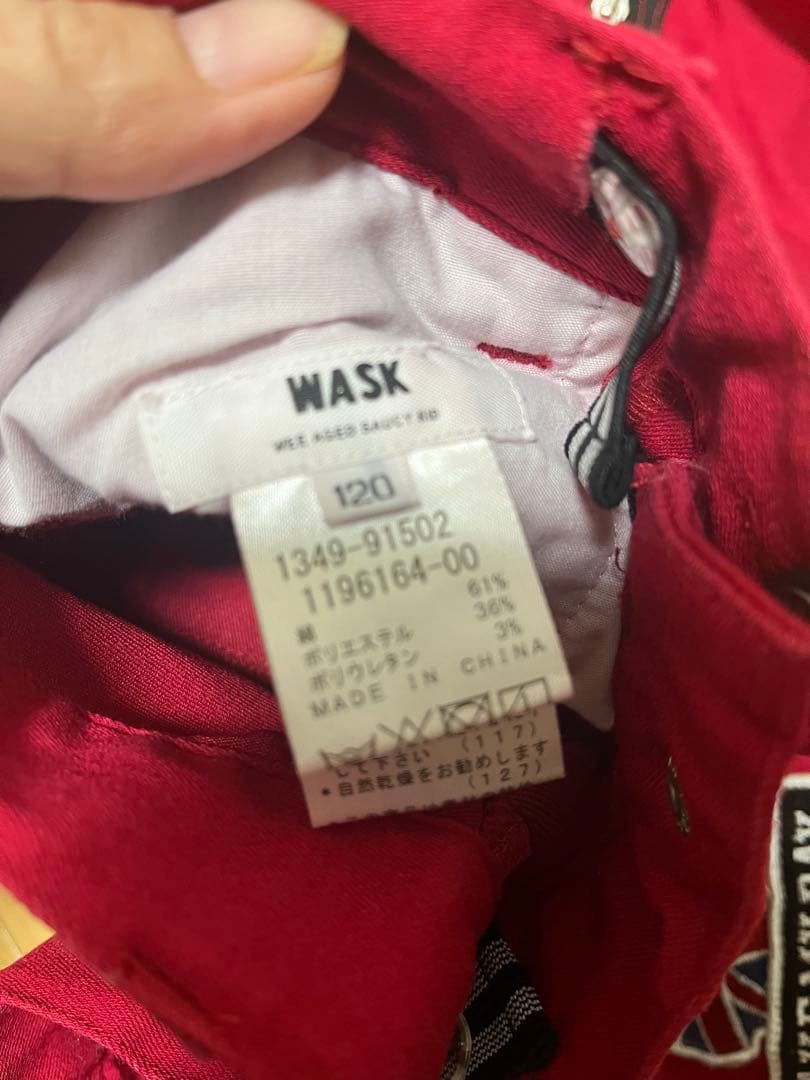 WASK
WEE AGED SAUCY KID
120
1349-91502
1196164-00
綿 61%
ポリエステル 36%
ポリウレタン 3%
MADE IN CHINA
して下さい (117)
*自然乾燥をお勧めします
(127)